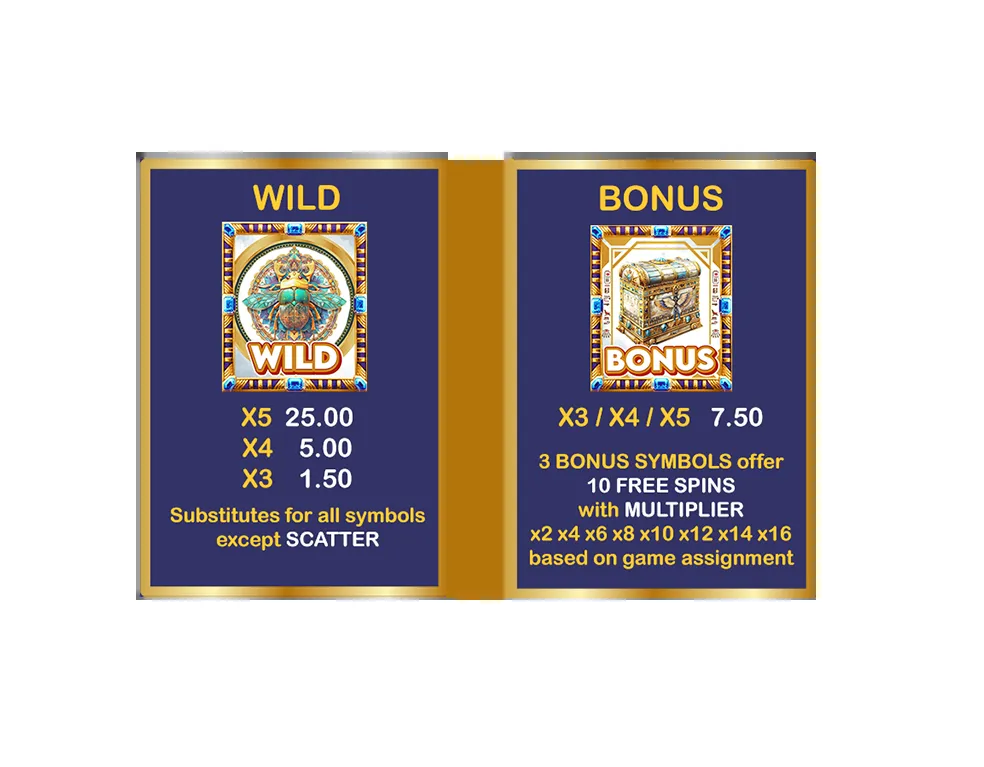 WILD
WILD
X5 25.00
X4 5.00
X3 1.50
Substitutes for all symbols
except SCATTER
BONUS
BONUS
X3 / X4 / X5 7.50
3 BONUS SYMBOLS offer
10 FREE SPINS
with MULTIPLIER
x2 x4 x6 x8 x10 x12 x14 x16
based on game assignment